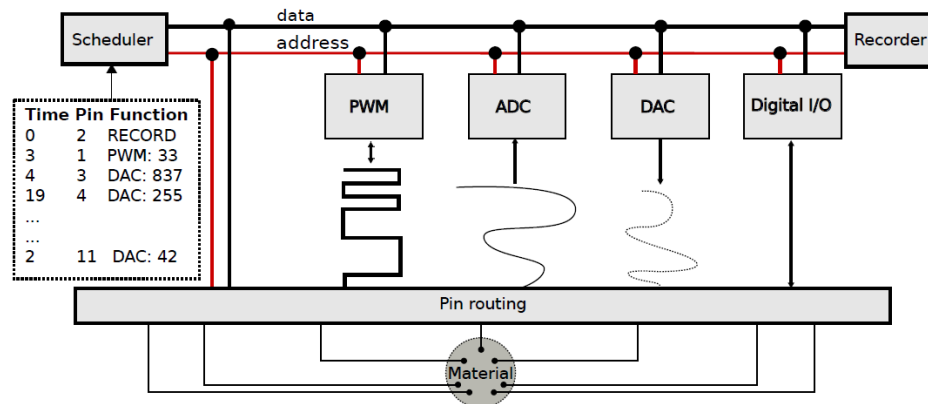 data
Scheduler
address
Recorder
PWM
ADC
DAC
Digital I/O
Time Pin Function
0 2 RECORD
3 1 PWM: 33
4 3 DAC: 837
19 4 DAC: 255
...
...
2 11 DAC: 42
Pin routing
Material